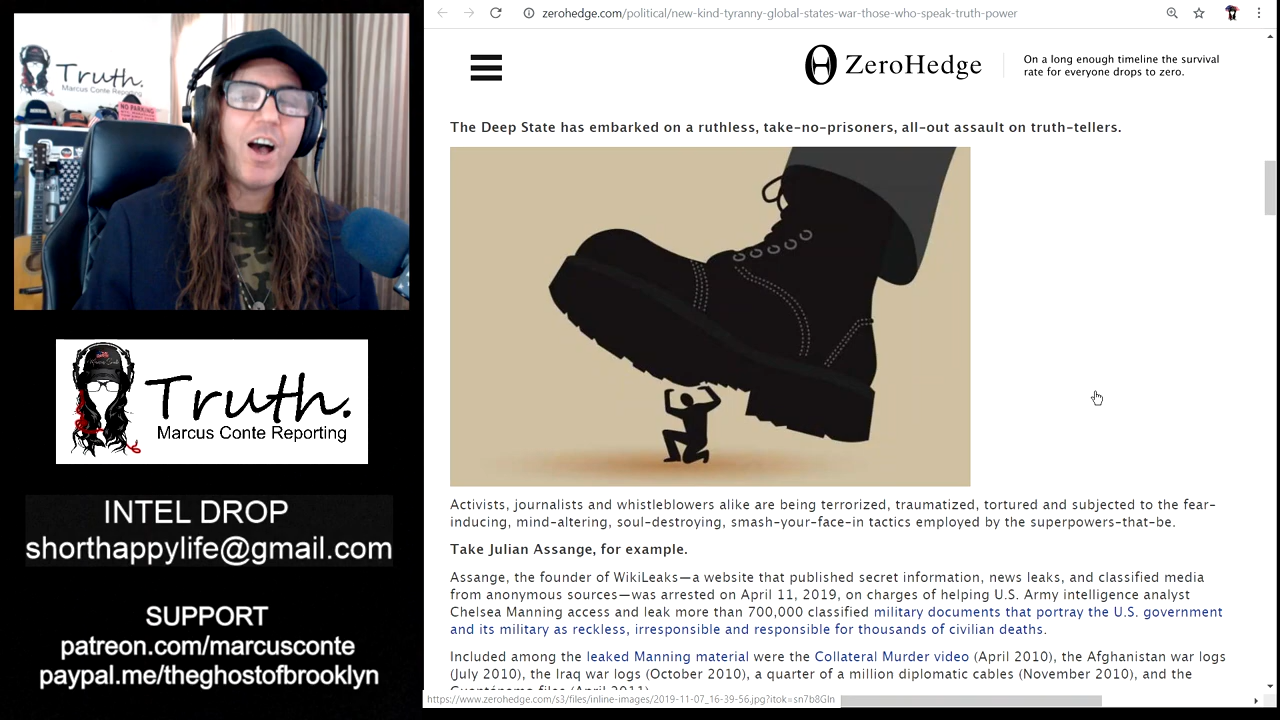 Truth.
Marcus Conte Reporting
NO PARKING
Truth.
Marcus Conte Reporting
INTEL DROP
shorthappylife@gmail.com
SUPPORT
patreon.com/marcusconte
paypal.me/theghostofbrooklyn
zerohedge.com/political/new-kind-tyranny-global-states-war-those-who-speak-truth-power
ZeroHedge
On a long enough timeline the survival
rate for everyone drops to zero.
The Deep State has embarked on a ruthless, take-no-prisoners, all-out assault on truth-tellers.
Activists, journalists and whistleblowers alike are being terrorized, traumatized, tortured and subjected to the fear-
inducing, mind-altering, soul-destroying, smash-your-face-in tactics employed by the superpowers-that-be.
Take Julian Assange, for example.
Assange, the founder of WikiLeaks—a website that published secret information, news leaks, and classified media
from anonymous sources—was arrested on April 11, 2019, on charges of helping U.S. Army intelligence analyst
Chelsea Manning access and leak more than 700,000 classified military documents that portray the U.S. government
and its military as reckless, irresponsible and responsible for thousands of civilian deaths.
Included among the leaked Manning material were the Collateral Murder video (April 2010), the Afghanistan war logs
(July 2010), the Iraq war logs (October 2010), a quarter of a million diplomatic cables (November 2010), and the
Guantánamo files (April 2011).
https://www.zerohedge.com/s3/files/inline-images/2019-11-07_16-39-56.jpg?itok=sn7b8Gln